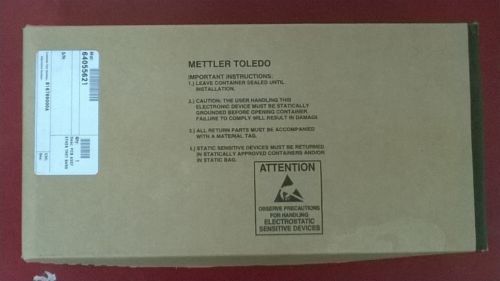 METTLER TOLEDO
IMPORTANT INSTRUCTIONS:
1.) LEAVE CONTAINER SEALED UNTIL
INSTALLATION.
2.) CAUTION: THE USER HANDLING THIS
ELECTRONIC DEVICE MUST BE STATICALLY
GROUNDED BEFORE OPENING CONTAINER.
FAILURE TO COMPLY WILL RESULT IN DAMAGE.
3.) ALL RETURN PARTS MUST BE ACCOMPANIED
WITH A MATERIAL TAG.
4.) STATIC SENSITIVE DEVICES MUST BE RETURNED
IN STATICALLY APPROVED CONTAINERS AND/OR
IN STATIC BAG.
ATTENTION
OBSERVE PRECAUTIONS
FOR HANDLING
ELECTROSTATIC
SENSITIVE DEVICES
64055621
S/N